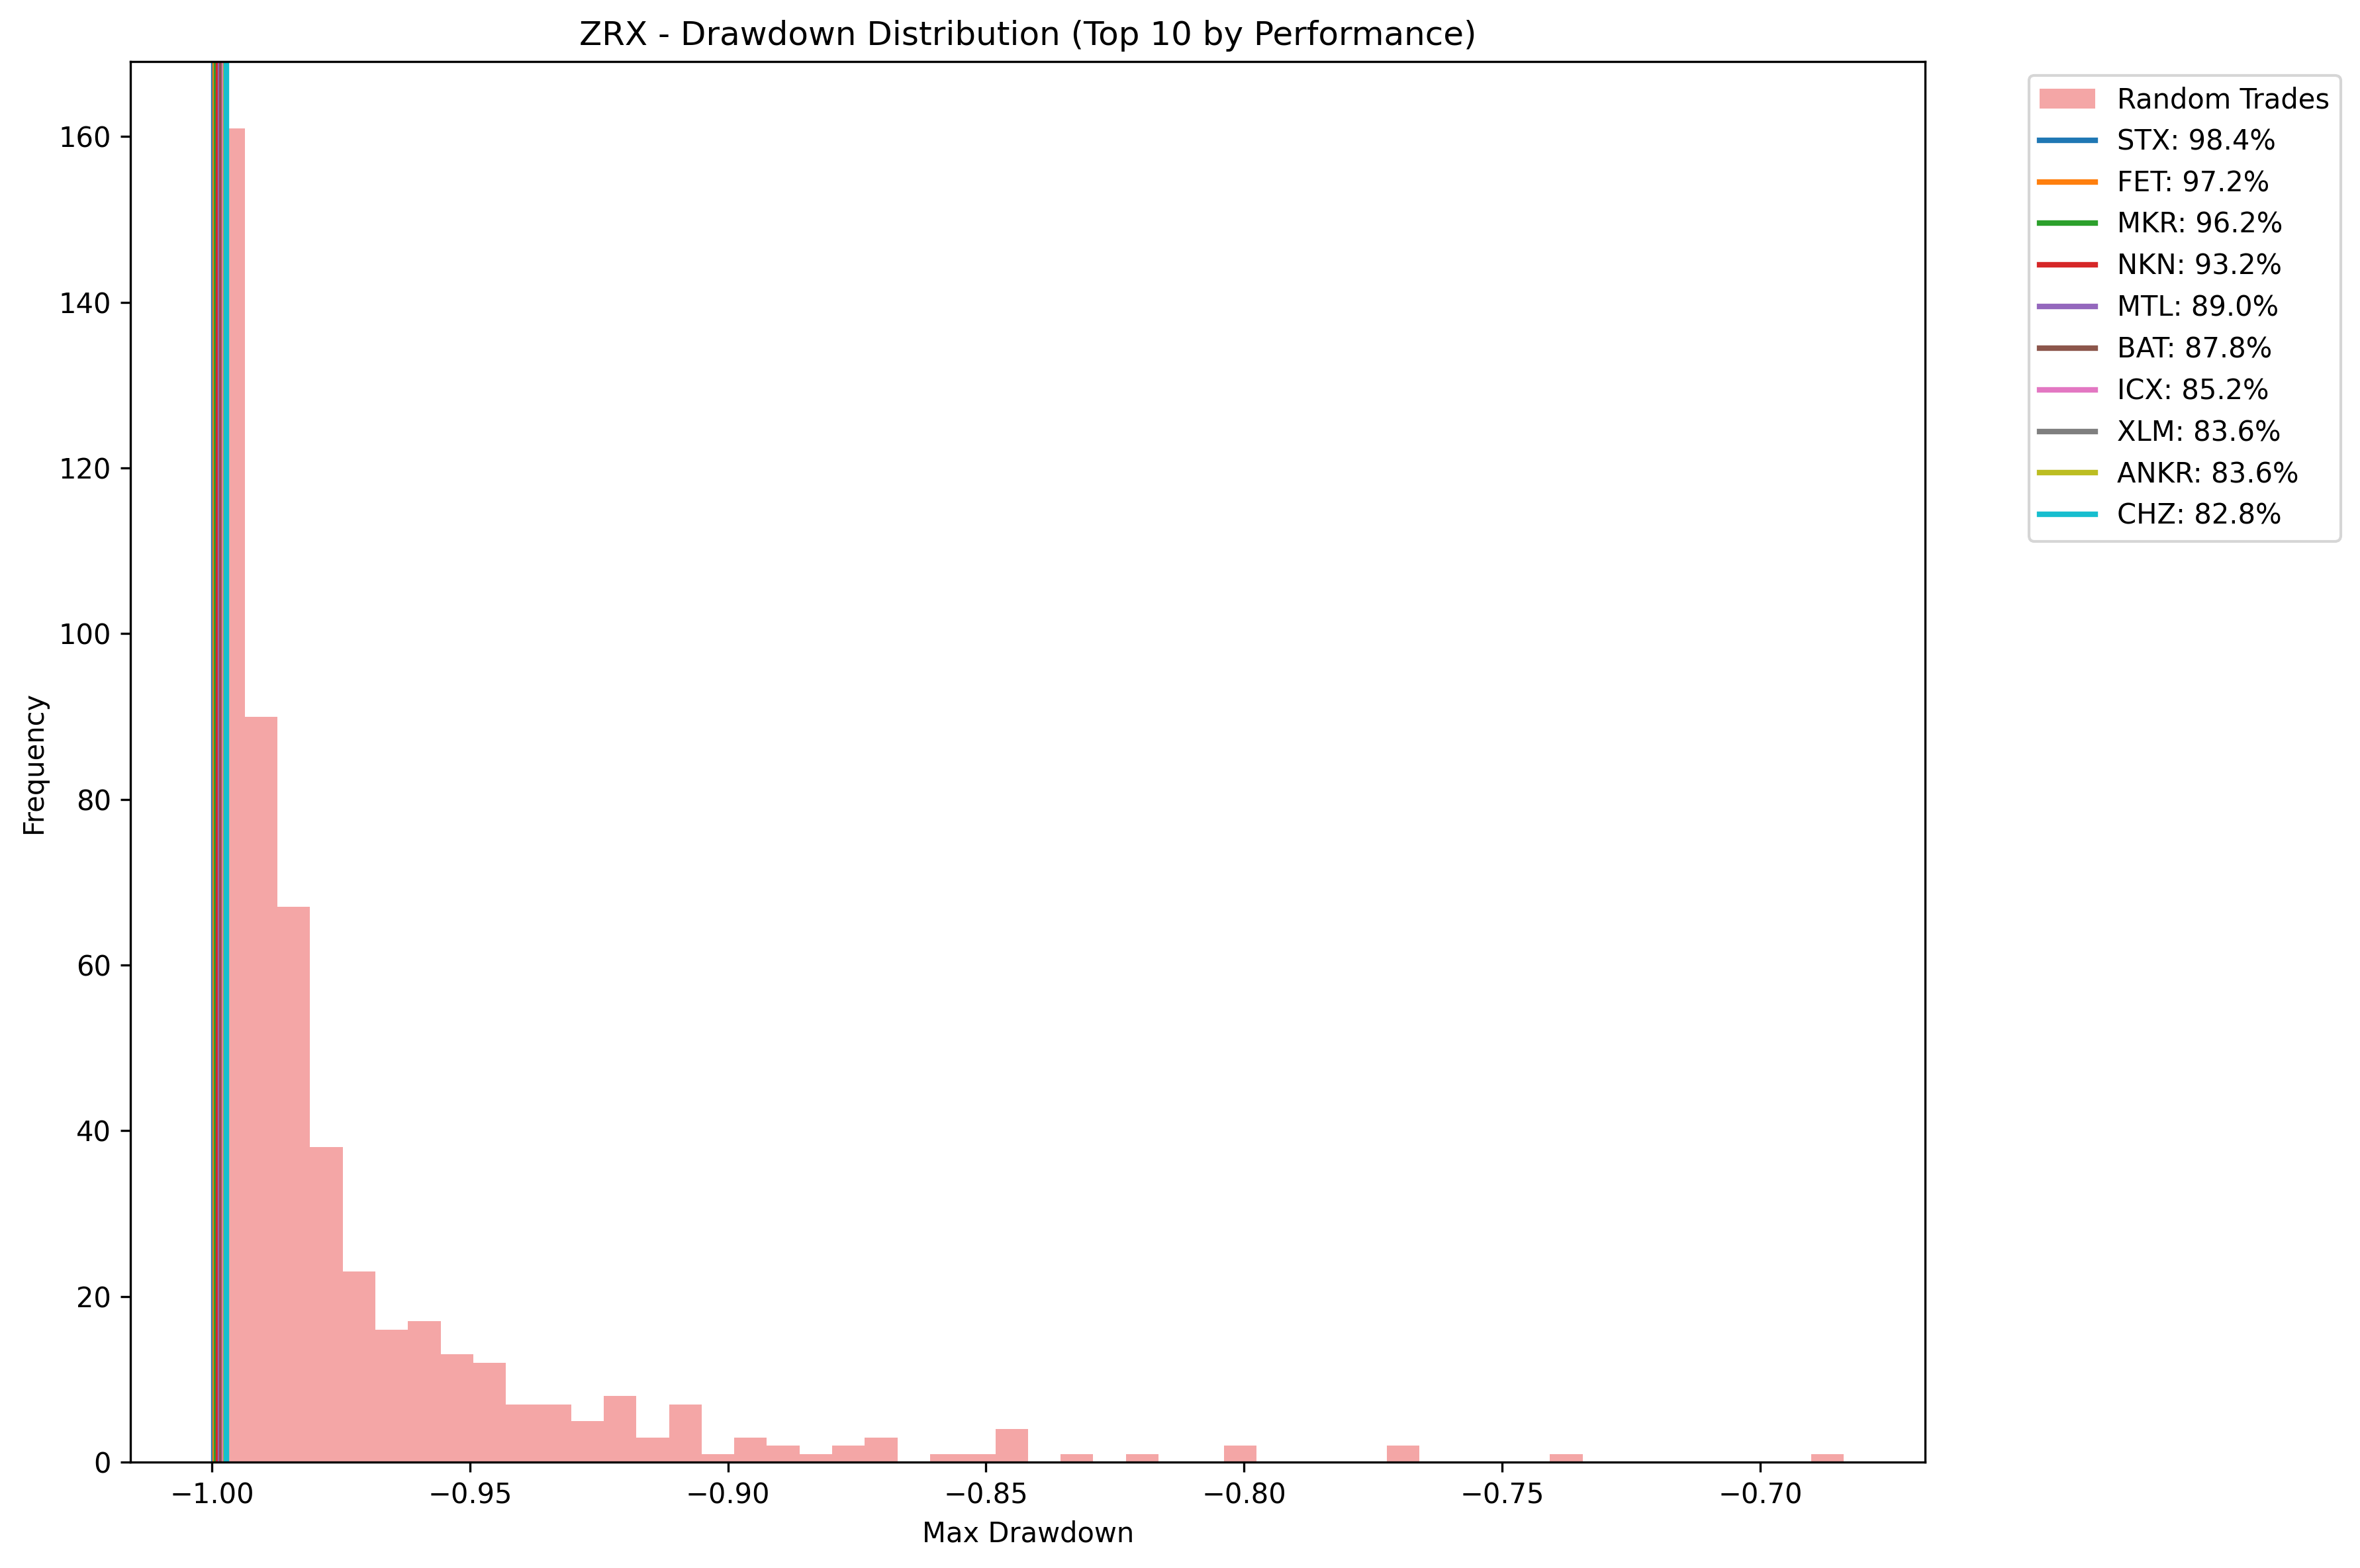 ZRX - Drawdown Distribution (Top 10 by Performance)
Frequency
160
140
120
100
80
60
40
20
0
−1.00
−0.95
−0.90
−0.85
−0.80
−0.75
−0.70
Max Drawdown
Random Trades
STX: 98.4%
FET: 97.2%
MKR: 96.2%
NKN: 93.2%
MTL: 89.0%
BAT: 87.8%
ICX: 85.2%
XLM: 83.6%
ANKR: 83.6%
CHZ: 82.8%